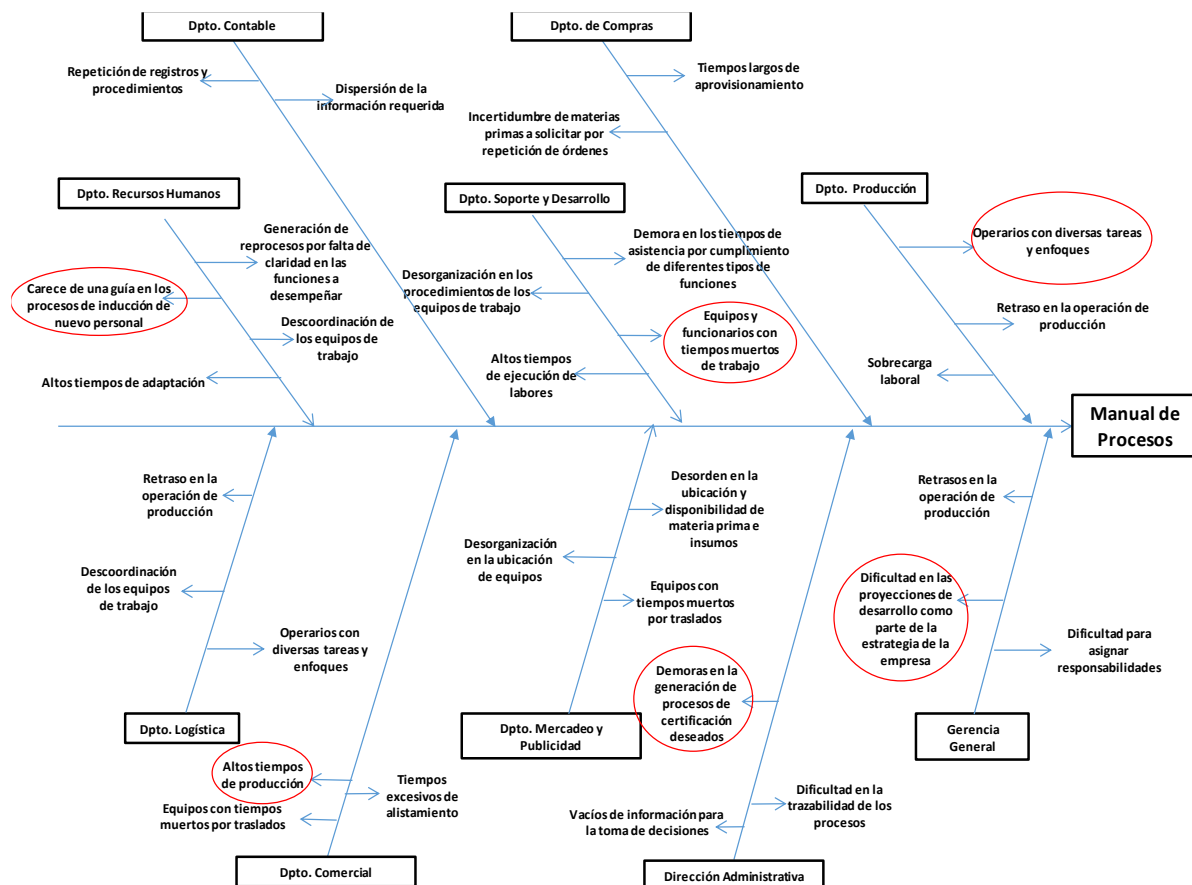 Dpto. Contable
Dpto. de Compras
Repetición de registros y
procedimientos
Dispersión de la
información requerida
Tiempos largos de
aprovisionamiento
Incertidumbre de materias
primas a solicitar por
repetición de órdenes
Dpto. Recursos Humanos
Dpto. Soporte y Desarrollo
Dpto. Producción
Generación de
reprocesos por falta de
claridad en las
funciones a
desempeñar
Carece de una guía en los
procesos de inducción de
nuevo personal
Descoordinación de
los equipos de
trabajo
Altos tiempos de adaptación
Demora en los tiempos de
asistencia por cumplimiento
de diferentes tipos de
funciones
Desorganización en los
procedimientos de los
equipos de trabajo
Equipos y
funcionarios con
tiempos muertos
de trabajo
Altos tiempos
de ejecución de
labores
Operarios con diversas tareas
y enfoques
Retraso en la operación de
producción
Sobrecarga
laboral
Manual de
Procesos
Retraso en la
operación de
producción
Descoordinación
de los equipos de
trabajo
Operarios con
diversas tareas y
enfoques
Dpto. Logística
Desorden en la
ubicación y
disponibilidad de
materia prima e
insumos
Desorganización
en la ubicación
de equipos
Equipos con
tiempos muertos
por traslados
Dpto. Mercadeo y
Publicidad
Retrasos en la
operación de
producción
Dificultad en las
proyecciones de
desarrollo como
parte de la
estrategia de la
empresa
Dificultad para
asignar
responsabilidades
Gerencia
General
Altos tiempos
de producción
Equipos con tiempos
muertos por traslados
Tiempos
excesivos de
alistamiento
Dpto. Comercial
Demoras en la
generación de
procesos de
certificación
deseados
Vacíos de información para
la toma de decisiones
Dificultad en la
trazabilidad de los
procesos
Dirección Administrativa